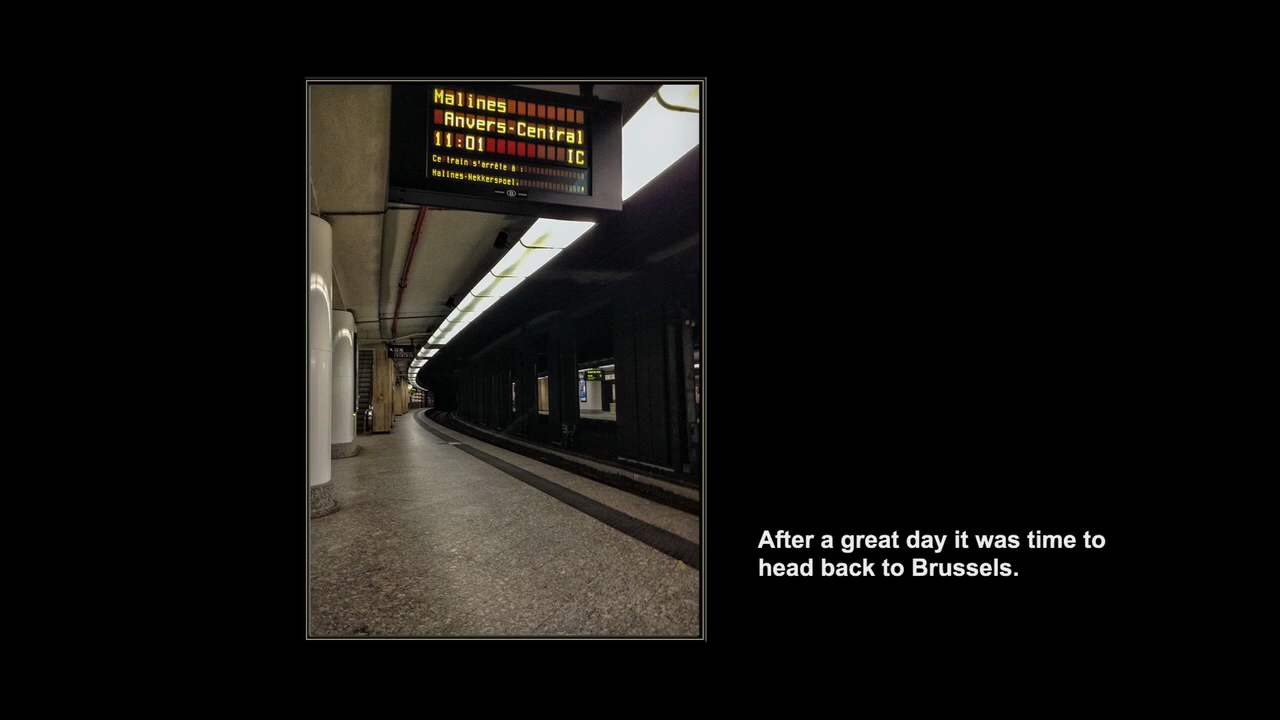 Malines
Anvers-Central
11:01 IC
Ce train s'arrête à :
Malines-Nekkerspoel,
After a great day it was time to
head back to Brussels.